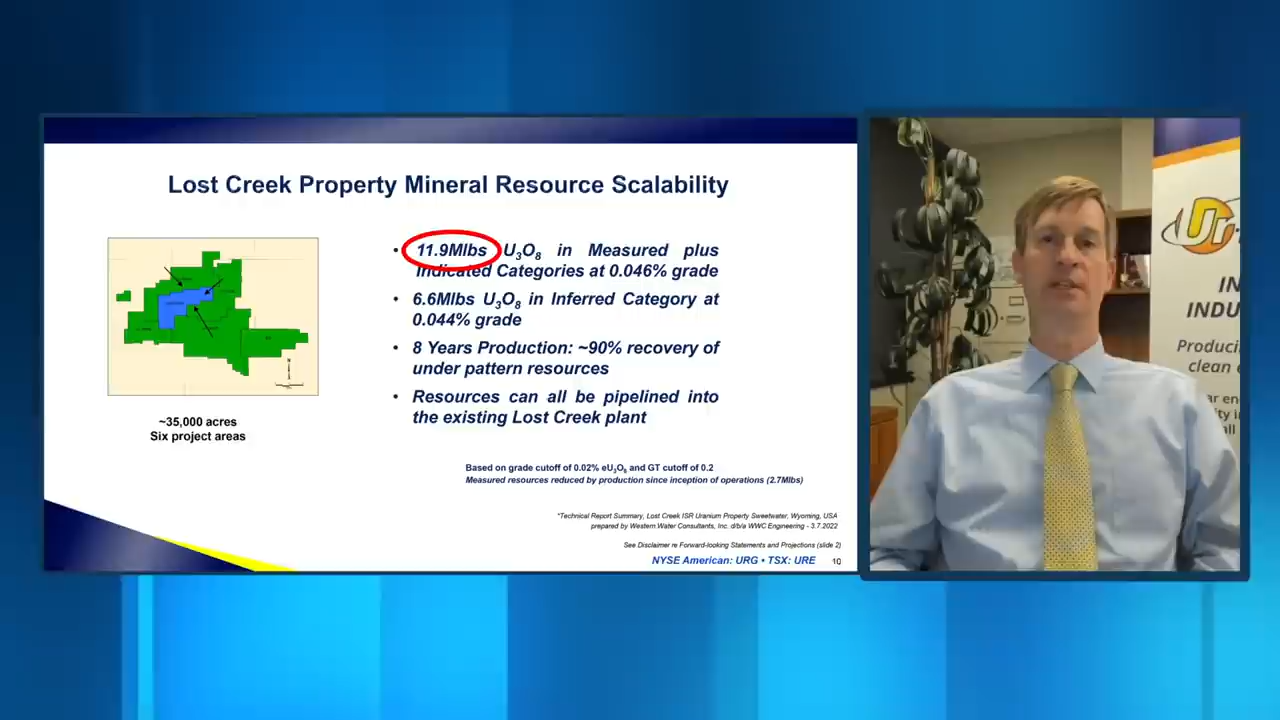 Lost Creek Property Mineral Resource Scalability
• 11.9Mlbs U3O8 in Measured plus
Indicated Categories at 0.046% grade
• 6.6Mlbs U3O8 in Inferred Category at
0.044% grade
• 8 Years Production: ~90% recovery of
under pattern resources
• Resources can all be pipelined into
the existing Lost Creek plant
~35,000 acres
Six project areas
Based on grade cutoff of 0.02% eU3O8 and GT cutoff of 0.2
Measured resources reduced by production since inception of operations (2.7Mlbs)
*Technical Report Summary, Lost Creek ISR Uranium Property Sweetwater, Wyoming, USA
prepared by Western Water Consultants, Inc. d/b/a WWC Engineering - 3.7.2022
See Disclaimer re Forward-looking Statements and Projections (slide 2)
NYSE American: URG • TSX: URE 10
Ur
IN
INDU
Produci
clean e